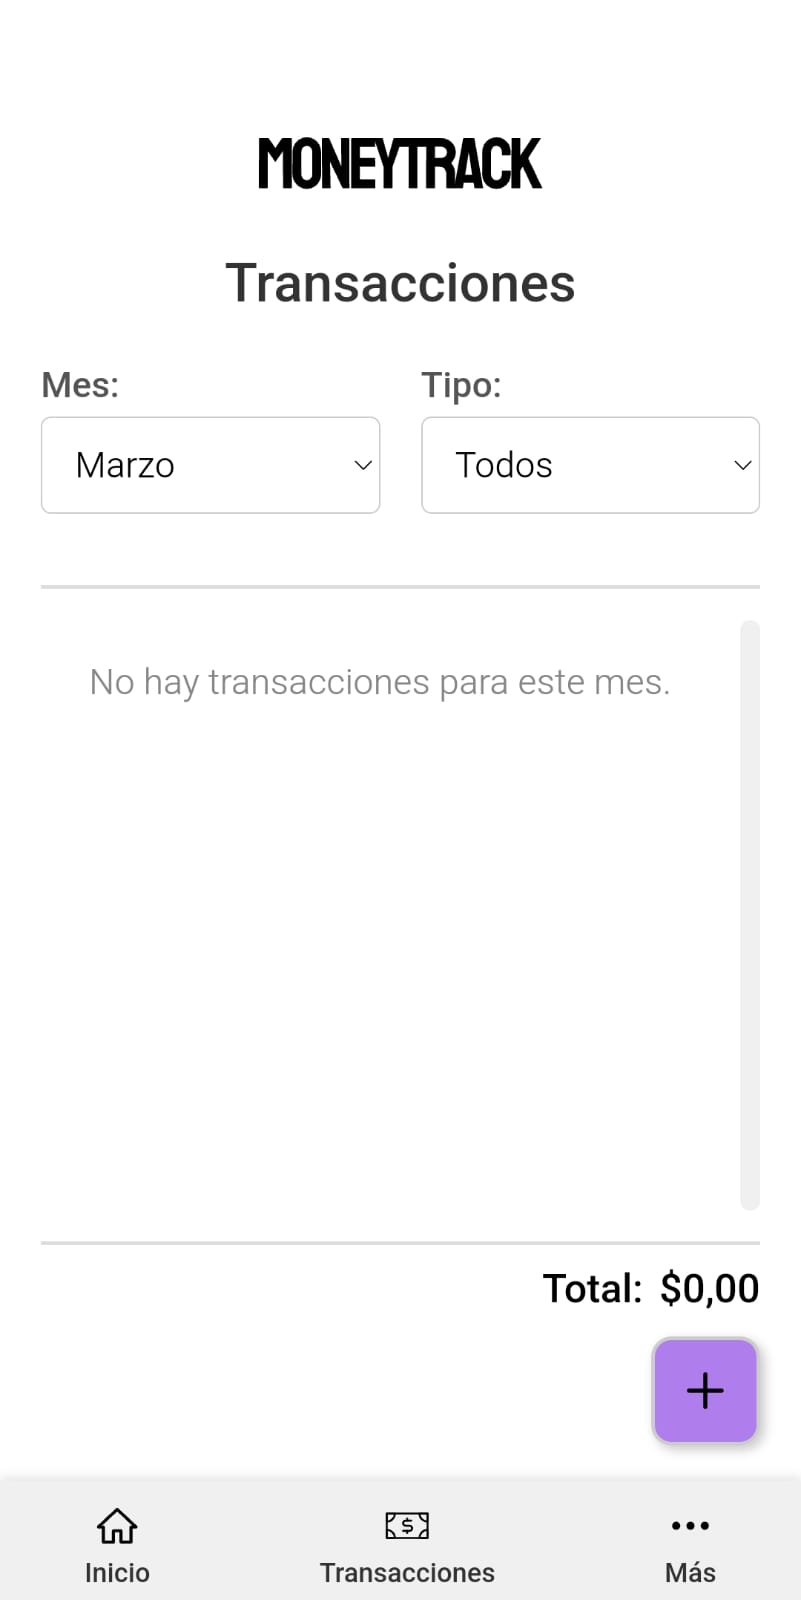 MONEYTRACK
Transacciones
Mes: Tipo:
Marzo Todos
No hay transacciones para este mes.
Total: $0,00
+
Inicio Transacciones Más